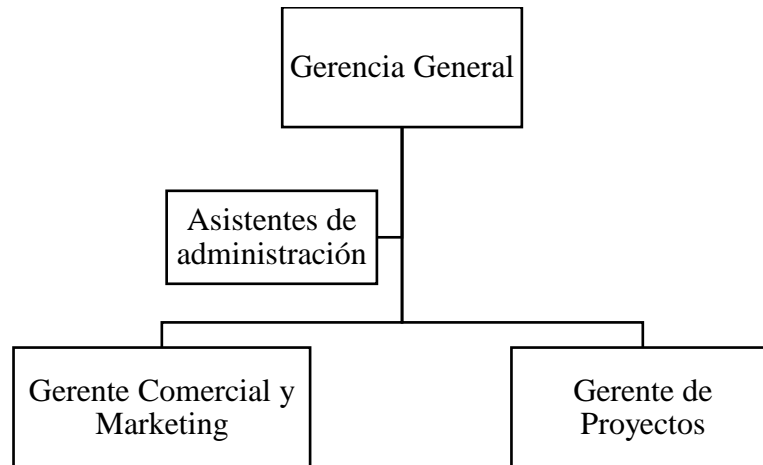 Gerencia General
Asistentes de
administración
Gerente Comercial y
Marketing
Gerente de
Proyectos